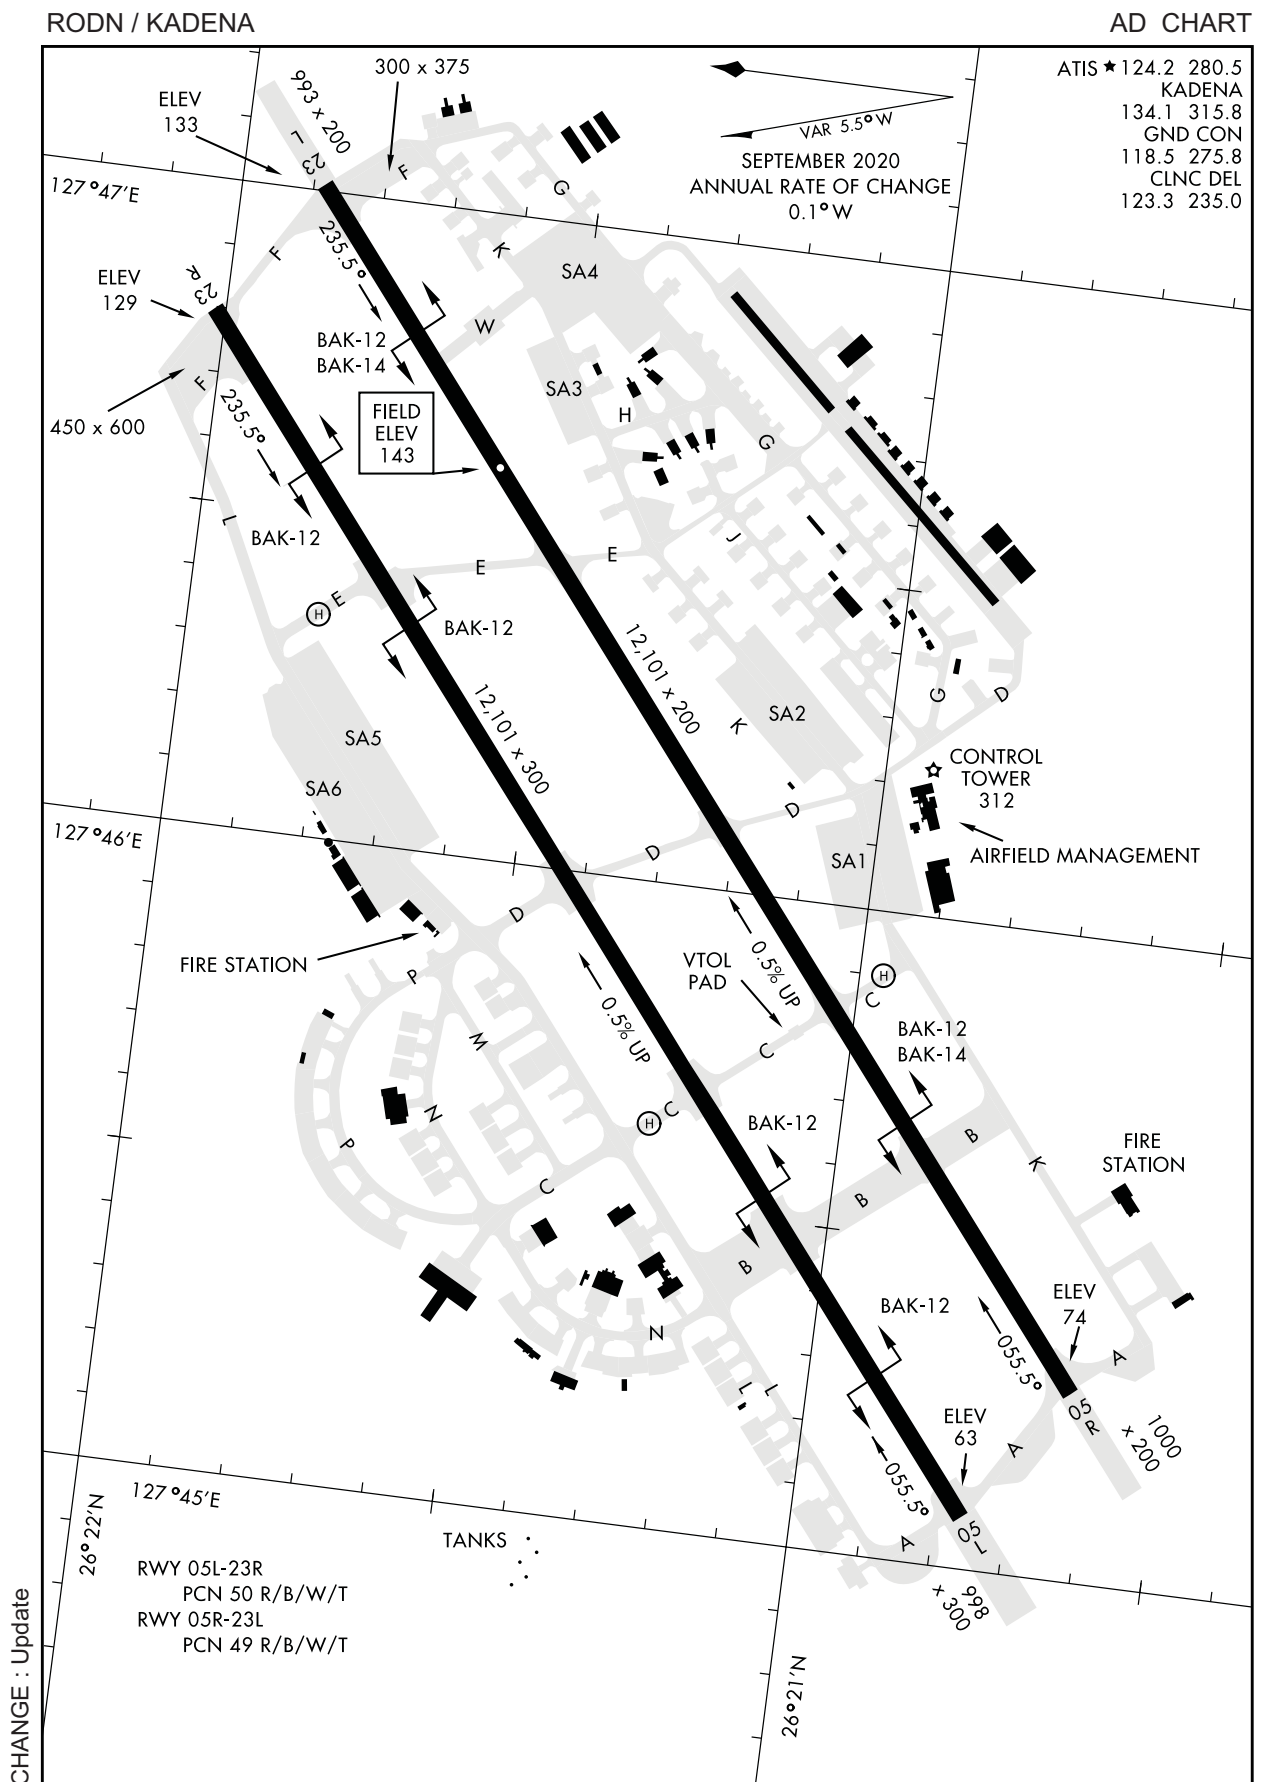 RODN / KADENA
AD CHART
ATIS ★ 124.2 280.5
KADENA
134.1 315.8
GND CON
118.5 275.8
CLNC DEL
123.3 235.0
VAR 5.5° W
SEPTEMBER 2020
ANNUAL RATE OF CHANGE
0.1° W
300 x 375
993 x 200
ELEV
133
23 L
F
127°47'E
G
K
F
235.5°
SA4
ELEV
129
23 R
W
BAK-12
BAK-14
F
SA3
450 x 600
235.5°
FIELD
ELEV
143
H
G
L
BAK-12
J
E
E
E
H
BAK-12
12,101 x 200
G
D
12,101 x 300
K
SA2
SA5
SA6
CONTROL
TOWER
312
D
127°46'E
D
SA1
AIRFIELD MANAGEMENT
D
FIRE STATION
P
VTOL
PAD
0.5% UP
H
C
0.5% UP
M
C
BAK-12
BAK-14
N
H
C
BAK-12
P
B
K
FIRE
STATION
C
B
B
BAK-12
ELEV
74
N
055.5°
A
L
L
ELEV
63
05 R
1000
x 200
A
055.5°
127°45'E
26°22'N
TANKS
A
05 L
998
x 300
RWY 05L-23R
PCN 50 R/B/W/T
RWY 05R-23L
PCN 49 R/B/W/T
26°21'N
CHANGE : Update